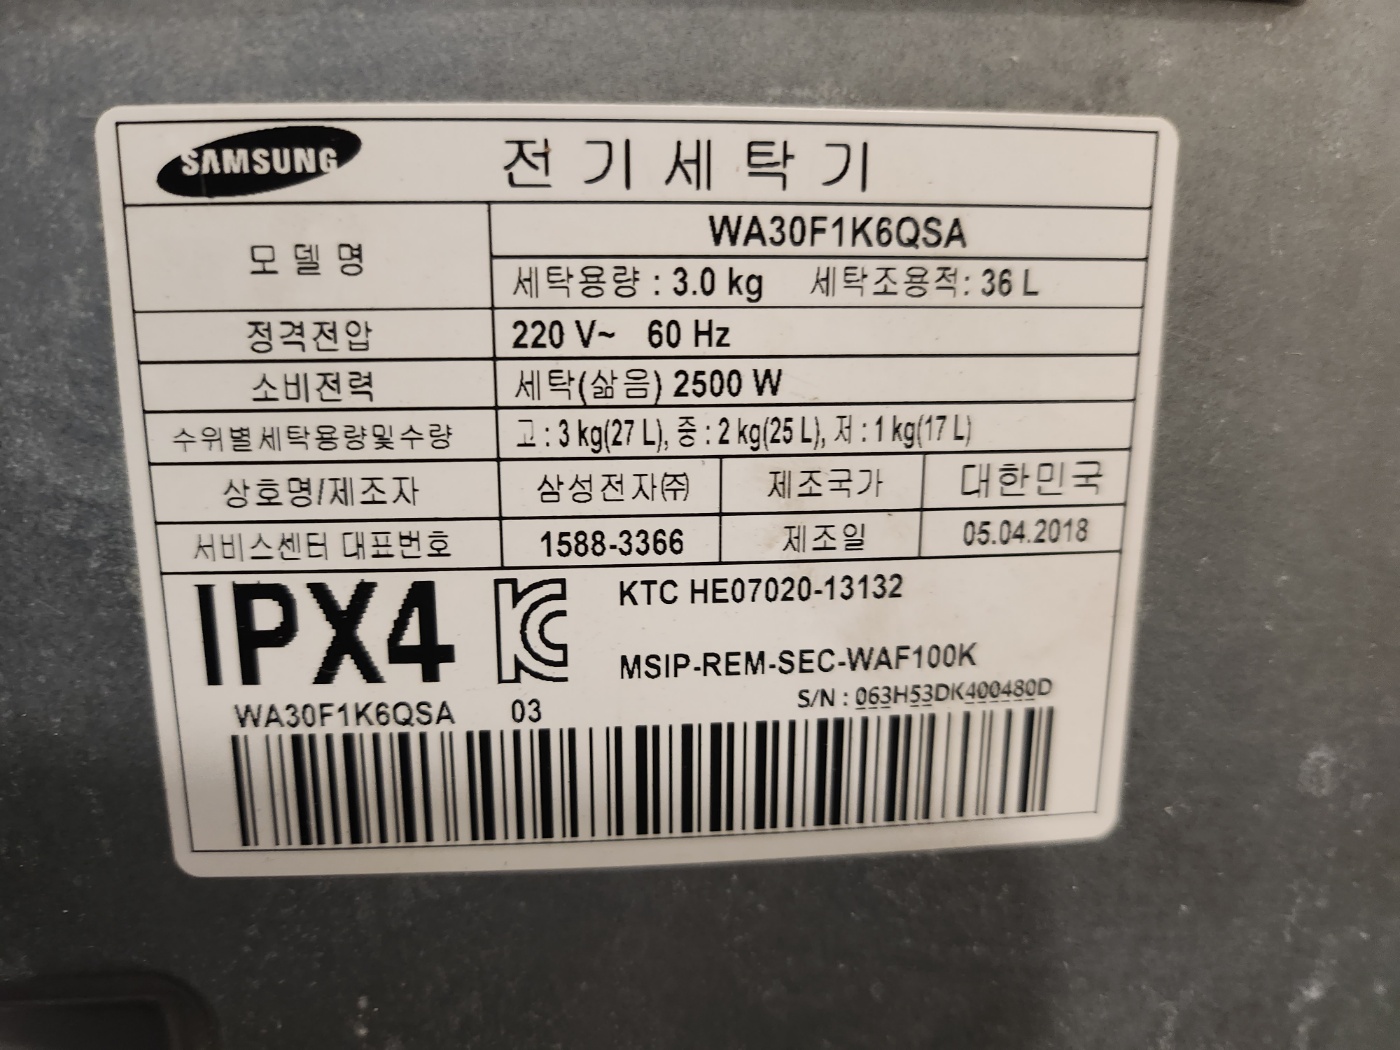 SAMSUNG 전기세탁기
모델명 WA30F1K6QSA
세탁용량 : 3.0 kg 세탁조용적: 36 L
정격전압 220 V~ 60 Hz
소비전력 세탁(삶음) 2500 W
수위별세탁용량및수량 고 : 3 kg(27 L), 중 : 2 kg(25 L), 저 : 1 kg(17 L)
상호명/제조자 삼성전자㈜ 제조국가 대한민국
서비스센터 대표번호 1588-3366 제조일 05.04.2018
IPX4 KC KTC HE07020-13132
MSIP-REM-SEC-WAF100K
S/N : 063H53DK400480D
WA30F1K6QSA 03